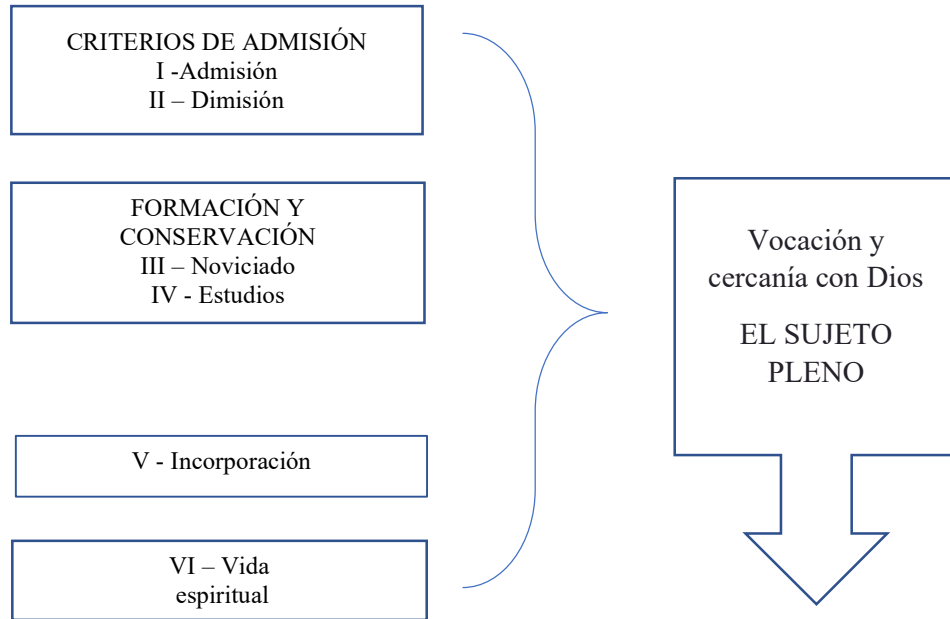 CRITERIOS DE ADMISIÓN
I -Admisión
II – Dimisión
FORMACIÓN Y
CONSERVACIÓN
III – Noviciado
IV - Estudios
V - Incorporación
VI – Vida
espiritual
Vocación y
cercanía con Dios
EL SUJETO
PLENO